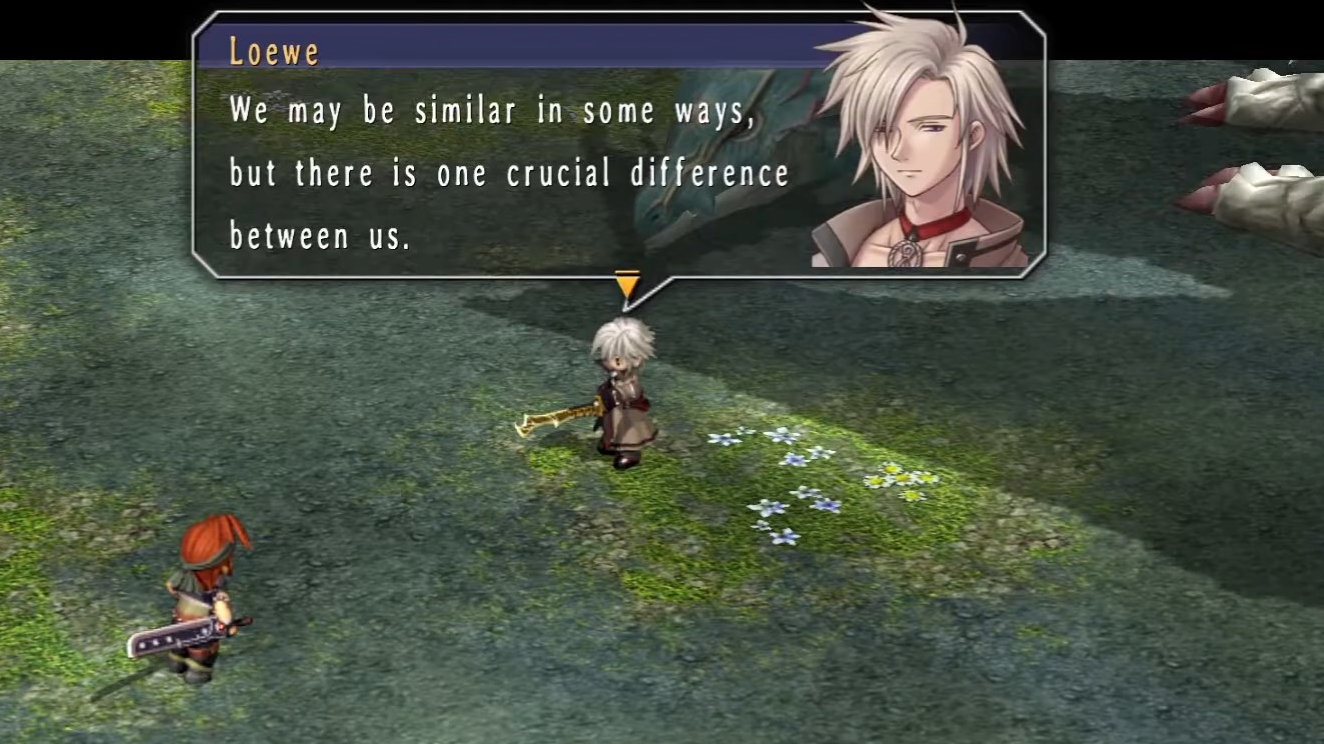 Loewe
We may be similar in some ways,
but there is one crucial difference
between us.